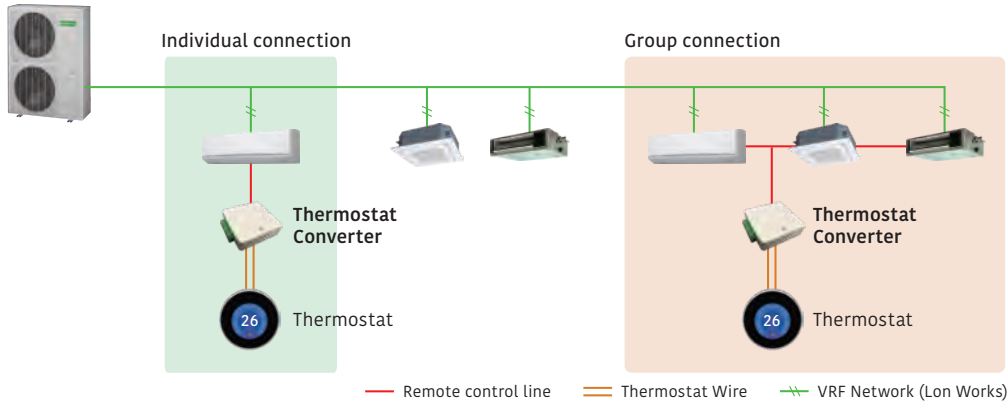 Individual connection
Group connection
Thermostat
Converter
Thermostat
Converter
26
Thermostat
26
Thermostat
Remote control line
Thermostat Wire
VRF Network (Lon Works)